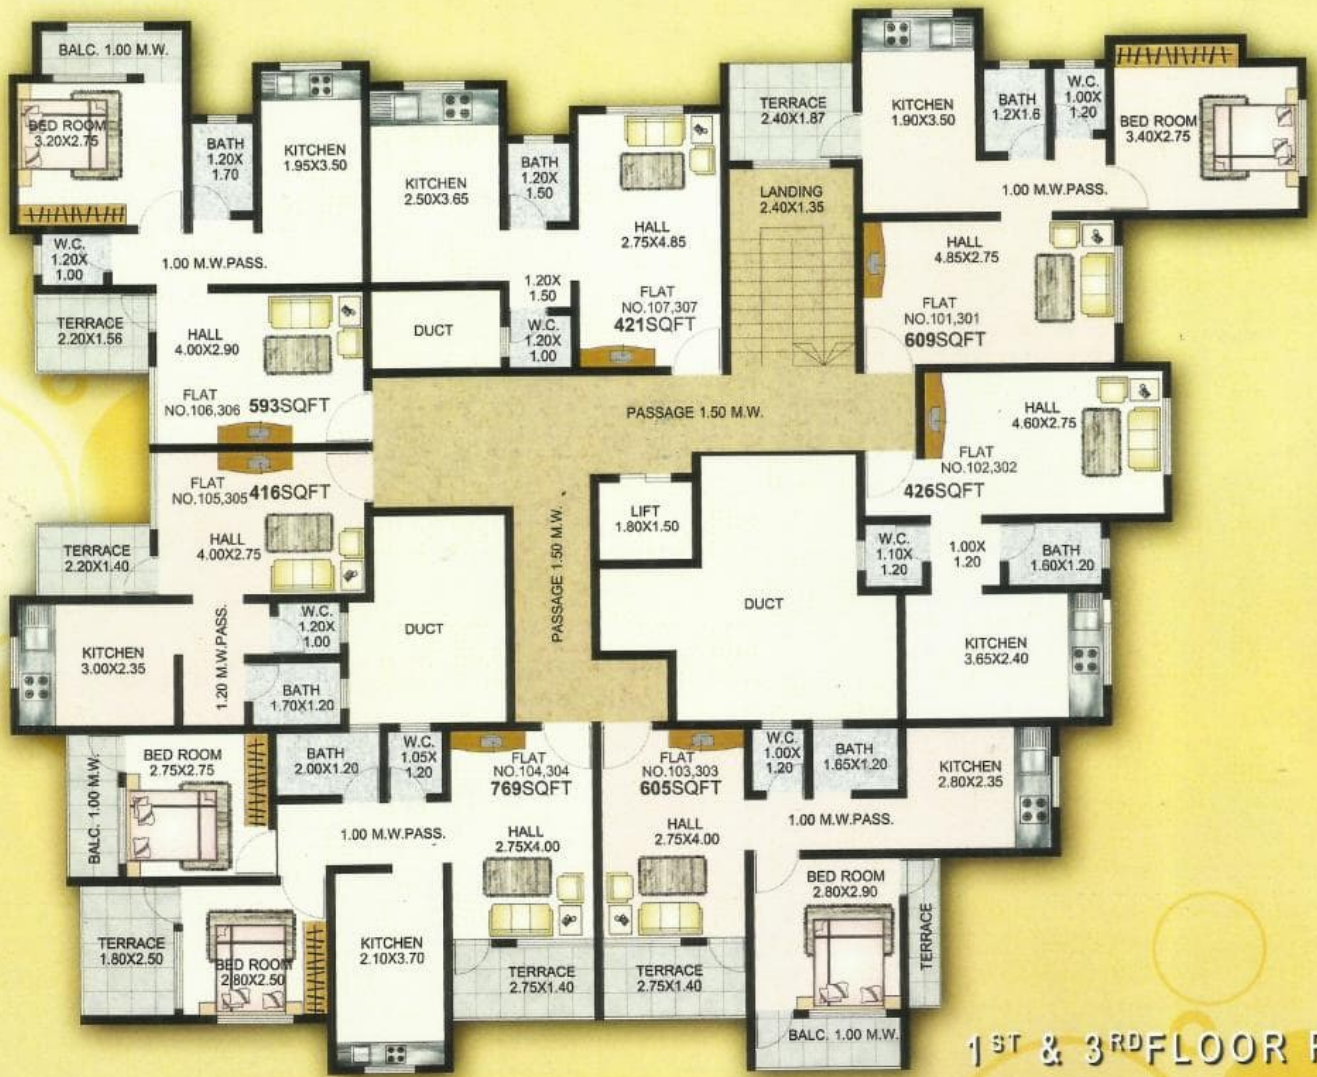 BALC. 1.00 M.W.
BED ROOM
3.20X2.75
BATH
1.20X
1.70
KITCHEN
1.95X3.50
W.C.
1.20X
1.00
1.00 M.W.PASS.
TERRACE
2.20X1.56
HALL
4.00X2.90
FLAT
NO.106,306 593SQFT
KITCHEN
2.50X3.65
BATH
1.20X
1.50
HALL
2.75X4.85
1.20X
1.50
FLAT
NO.107,307
421SQFT
DUCT
W.C.
1.20X
1.00
TERRACE
2.40X1.87
LANDING
2.40X1.35
KITCHEN
1.90X3.50
BATH
1.2X1.6
W.C.
1.00X
1.20
BED ROOM
3.40X2.75
1.00 M.W.PASS.
HALL
4.85X2.75
FLAT
NO.101,301
609SQFT
PASSAGE 1.50 M.W.
HALL
4.60X2.75
FLAT
NO.102,302
426SQFT
W.C.
1.10X
1.20
1.00X
1.20
BATH
1.60X1.20
KITCHEN
3.65X2.40
FLAT
NO.105,305 416SQFT
TERRACE
2.20X1.40
HALL
4.00X2.75
KITCHEN
3.00X2.35
1.20 M.W.PASS.
W.C.
1.20X
1.00
BATH
1.70X1.20
DUCT
PASSAGE 1.50 M.W.
LIFT
1.80X1.50
DUCT
BALC. 1.00 M.W.
BED ROOM
2.75X2.75
BATH
2.00X1.20
W.C.
1.05X
1.20
FLAT
NO.104,304
769SQFT
1.00 M.W.PASS.
HALL
2.75X4.00
TERRACE
1.80X2.50
BED ROOM
2.80X2.50
KITCHEN
2.10X3.70
TERRACE
2.75X1.40
FLAT
NO.103,303
605SQFT
W.C.
1.00X
1.20
BATH
1.65X1.20
KITCHEN
2.80X2.35
HALL
2.75X4.00
1.00 M.W.PASS.
BED ROOM
2.80X2.90
TERRACE
TERRACE
2.75X1.40
BALC. 1.00 M.W.
1ST & 3RD FLOOR